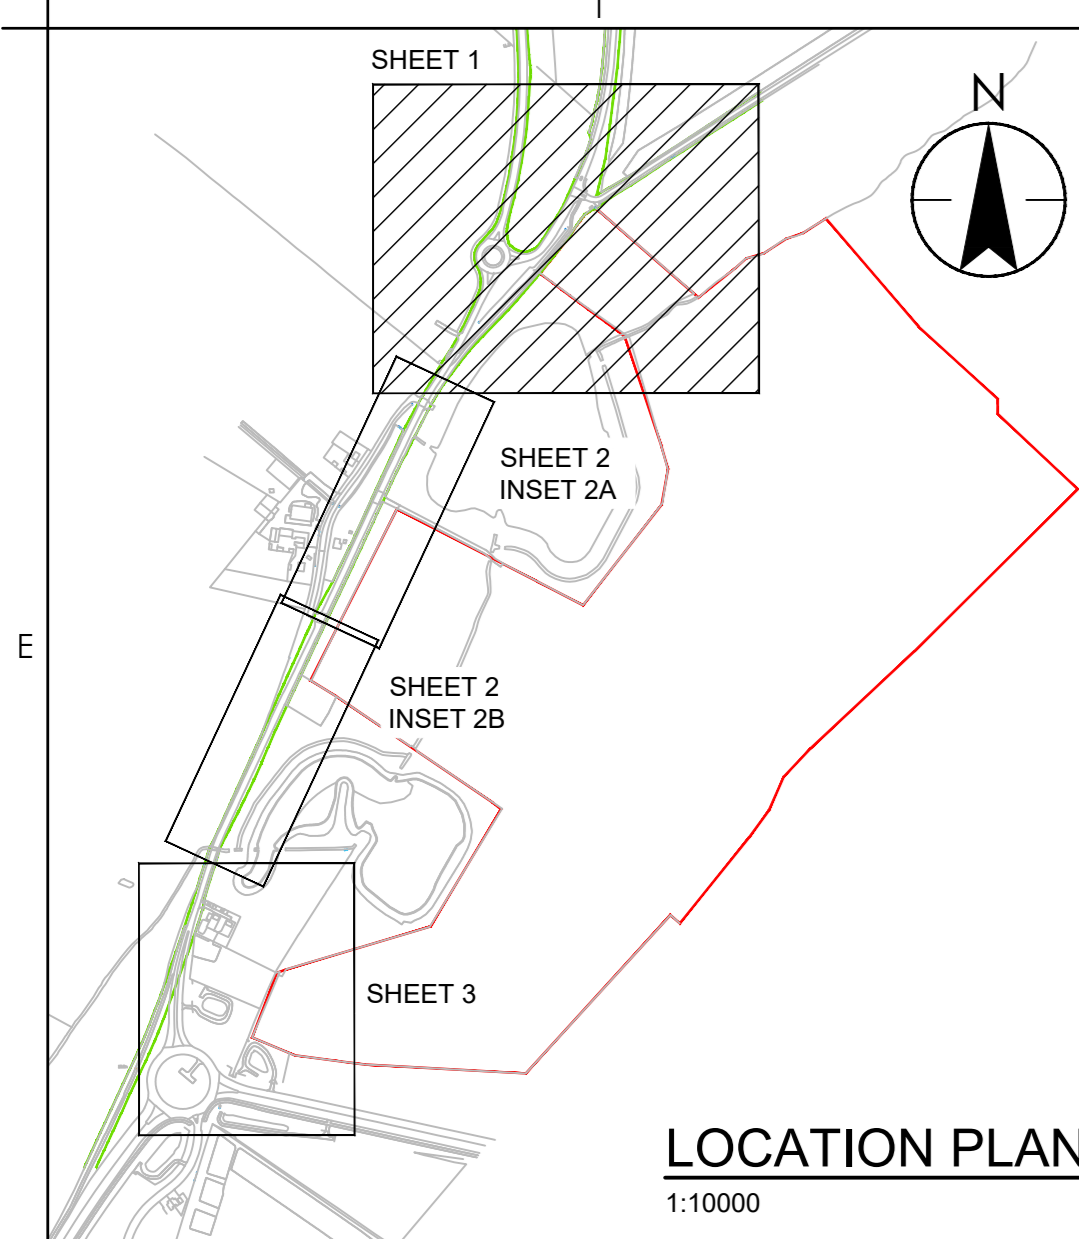 SHEET 1
N
SHEET 2
INSET 2A
E
SHEET 2
INSET 2B
SHEET 3
LOCATION PLAN
1:10000